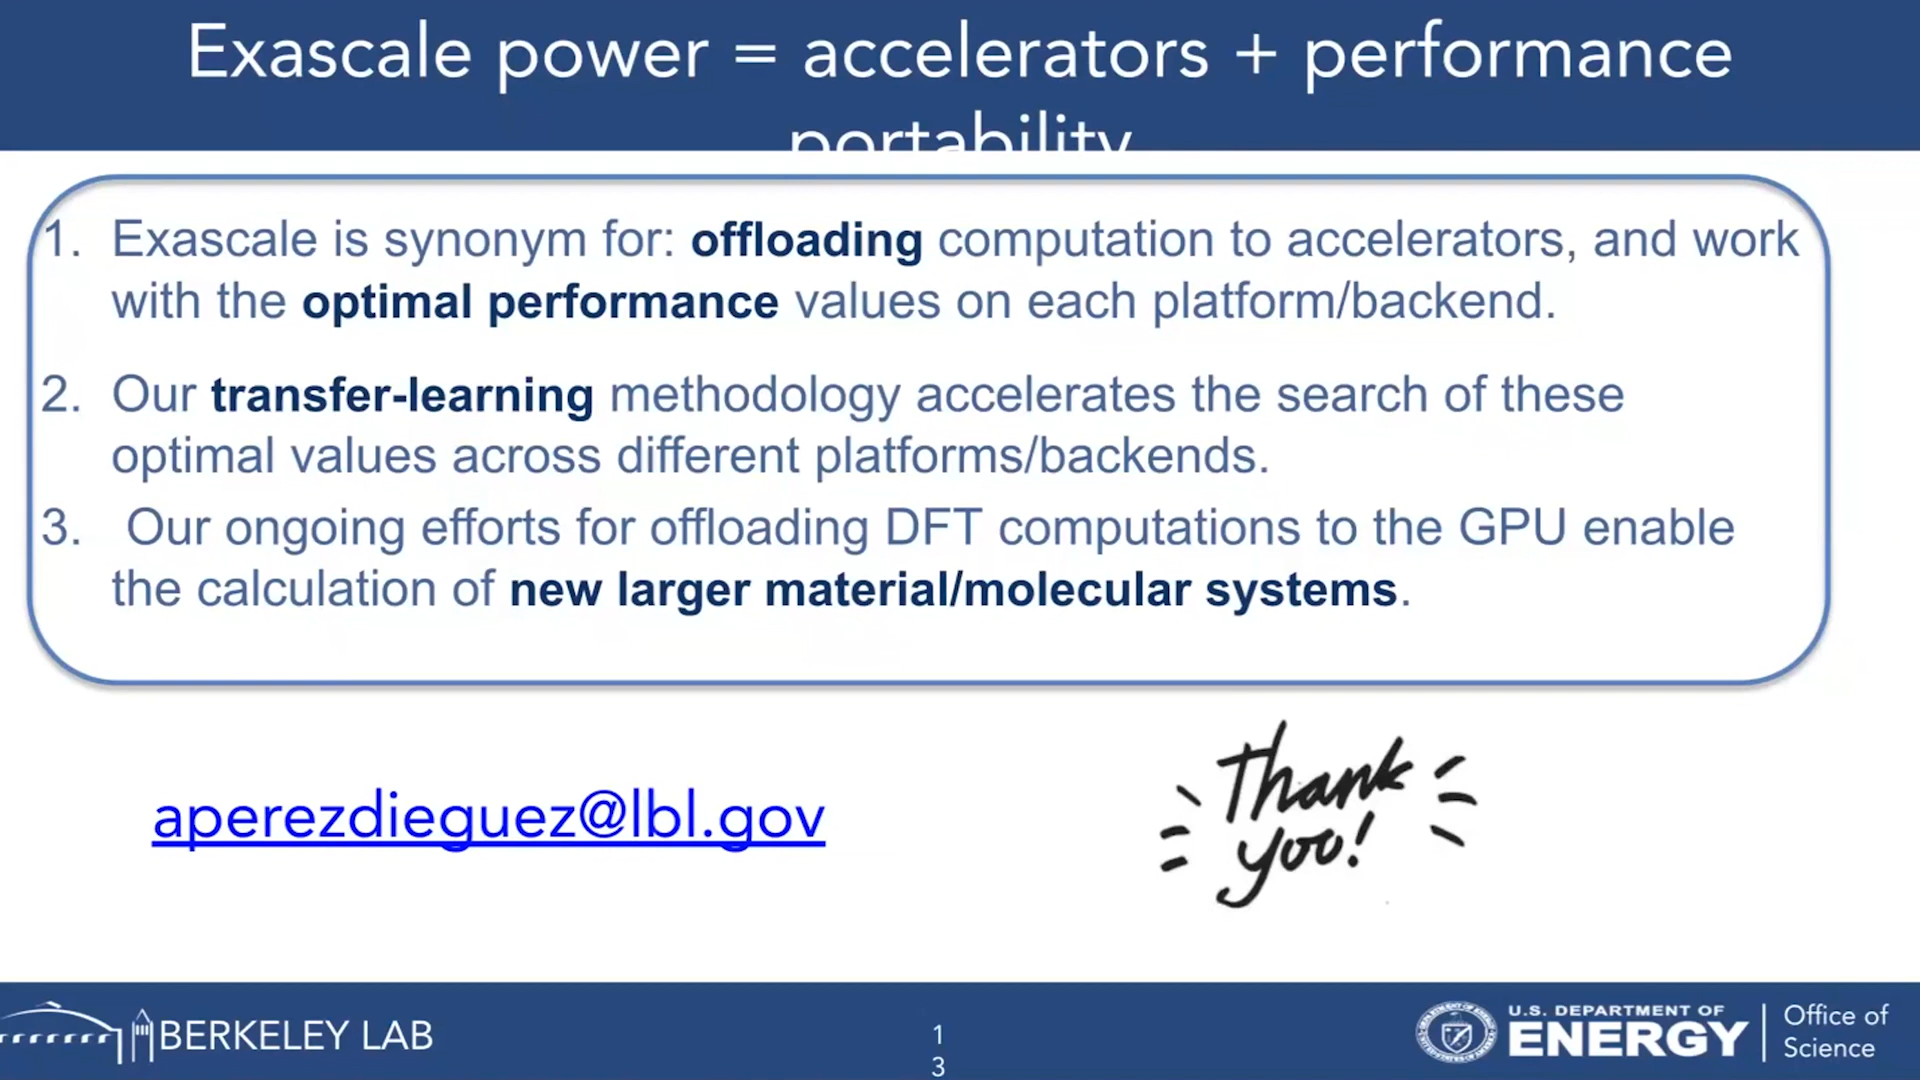 Exascale power = accelerators + performance
portability
1. Exascale is synonym for: offloading computation to accelerators, and work
with the optimal performance values on each platform/backend.
2. Our transfer-learning methodology accelerates the search of these
optimal values across different platforms/backends.
3. Our ongoing efforts for offloading DFT computations to the GPU enable
the calculation of new larger material/molecular systems.
aperezdieguez@lbl.gov
Thank
you!
BERKELEY LAB
1
3
U.S. DEPARTMENT OF
ENERGY
Office of
Science